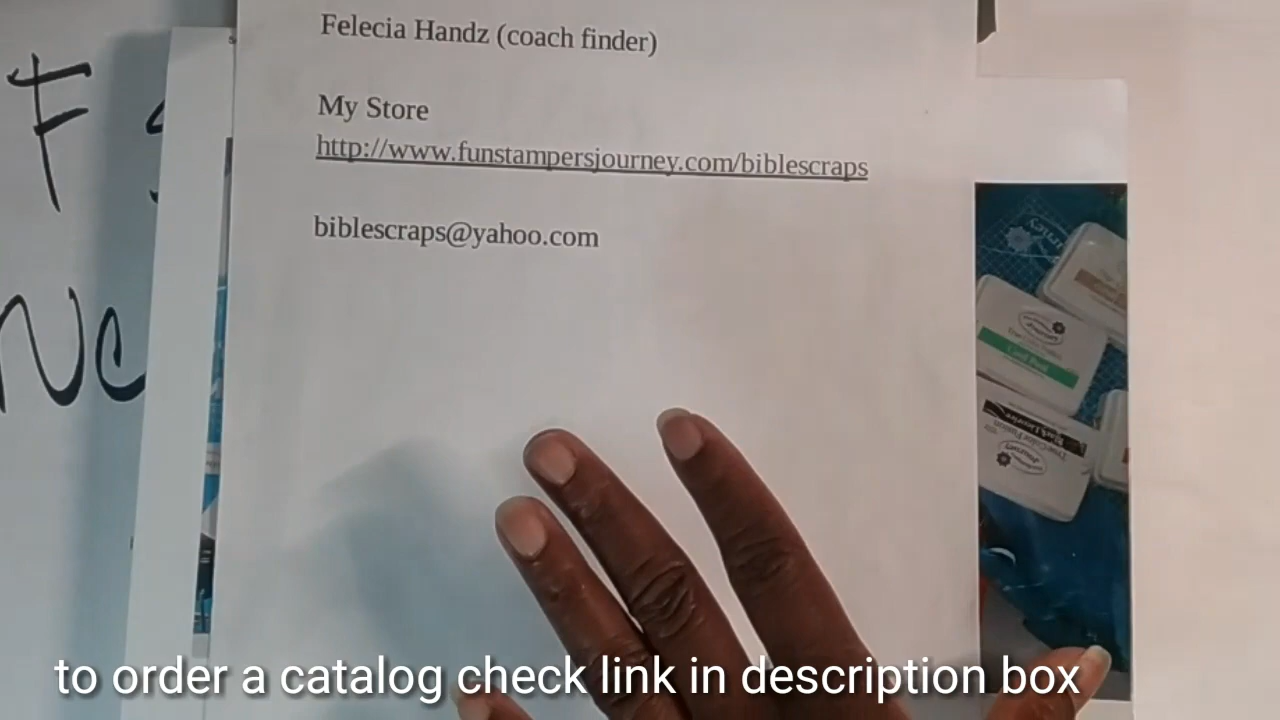 Felecia Handz (coach finder)
My Store
http://www.funstampersjourney.com/biblescraps
biblescraps@yahoo.com
F
Journey
to order a catalog check link in description box